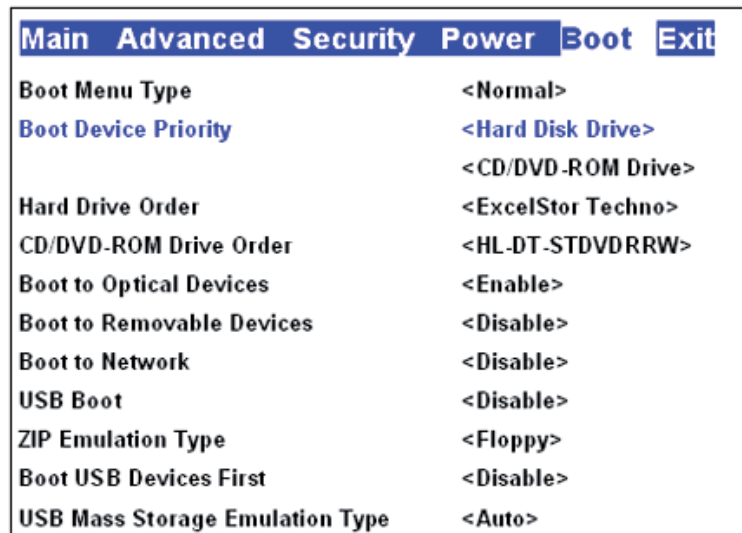 Main Advanced Security Power Boot Exit
Boot Menu Type <Normal>
Boot Device Priority <Hard Disk Drive>
<CD/DVD-ROM Drive>
Hard Drive Order <ExcelStor Techno>
CD/DVD-ROM Drive Order <HL-DT-STDVDRRW>
Boot to Optical Devices <Enable>
Boot to Removable Devices <Disable>
Boot to Network <Disable>
USB Boot <Disable>
ZIP Emulation Type <Floppy>
Boot USB Devices First <Disable>
USB Mass Storage Emulation Type <Auto>